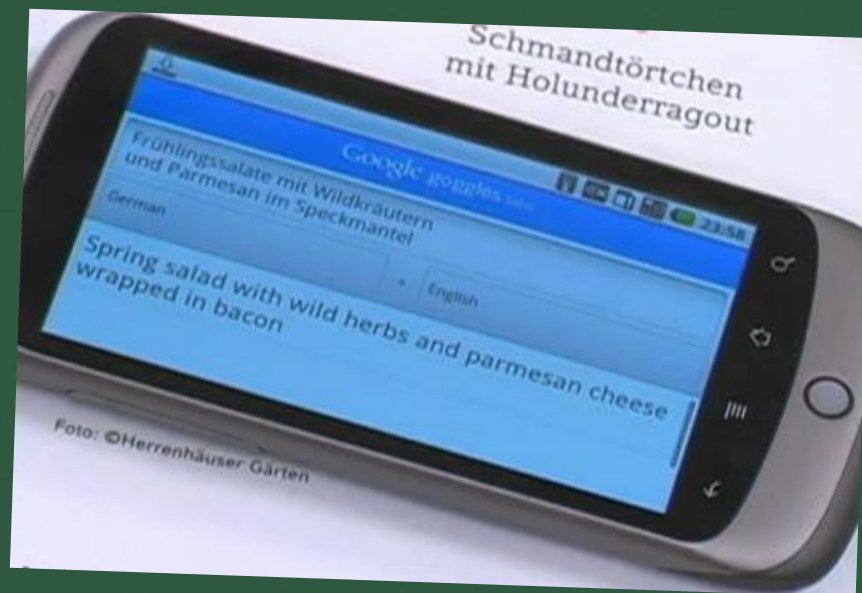 Schmandtörtchen
mit Holunderragout
23:58
Google goggles
Frühlingssalate mit Wildkräutern
und Parmesan im Speckmantel
German
English
Spring salad with wild herbs and parmesan cheese
wrapped in bacon
Foto: ©Herrenhäuser Gärten